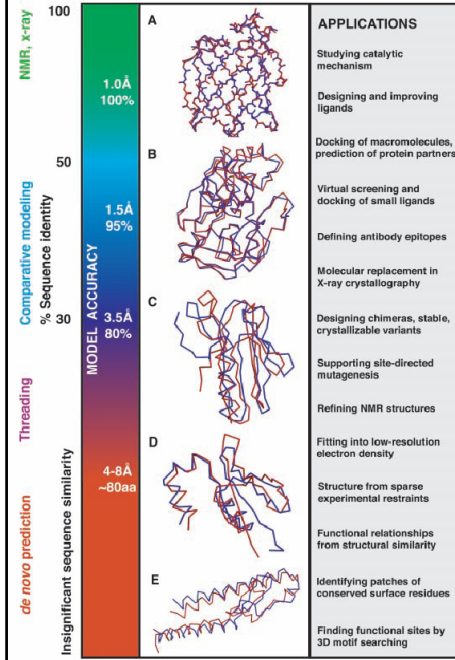 NMR, x-ray
Comparative modeling
Threading
de novo prediction
100
50
30
% Sequence identity
Insignificant sequence similarity
MODEL ACCURACY
1.0Å
100%
1.5Å
95%
3.5Å
80%
4-8Å
~80aa
A
B
C
D
E
APPLICATIONS
Studying catalytic
mechanism
Designing and improving
ligands
Docking of macromolecules,
prediction of protein partners
Virtual screening and
docking of small ligands
Defining antibody epitopes
Molecular replacement in
X-ray crystallography
Designing chimeras, stable,
crystallizable variants
Supporting site-directed
mutagenesis
Refining NMR structures
Fitting into low-resolution
electron density
Structure from sparse
experimental restraints
Functional relationships
from structural similarity
Identifying patches of
conserved surface residues
Finding functional sites by
3D motif searching